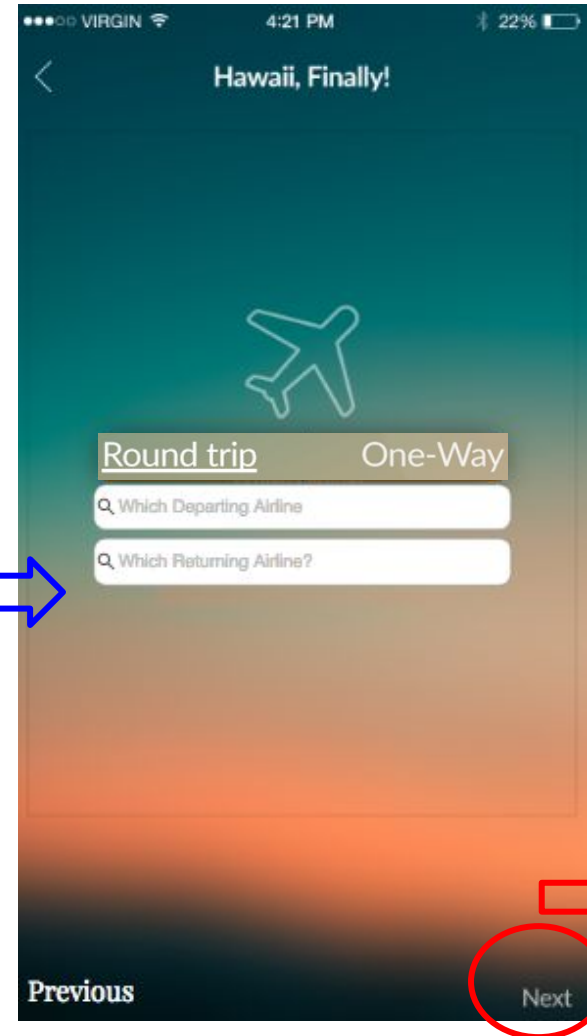 VIRGIN 4:21 PM 22%
Hawaii, Finally!
Round trip One-Way
Which Departing Airline
Which Returning Airline?
Previous Next